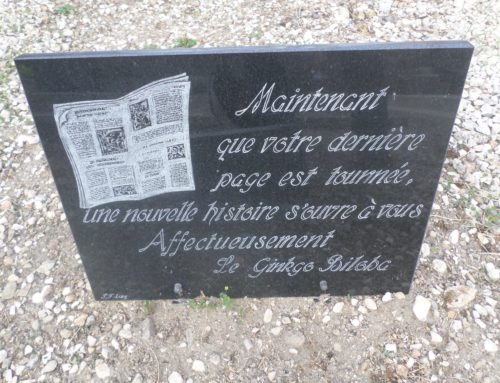 Maintenant
que votre dernière
page est tournée,
une nouvelle histoire s'ouvre à vous
Affectueusement
Le Ginkgo Biloba